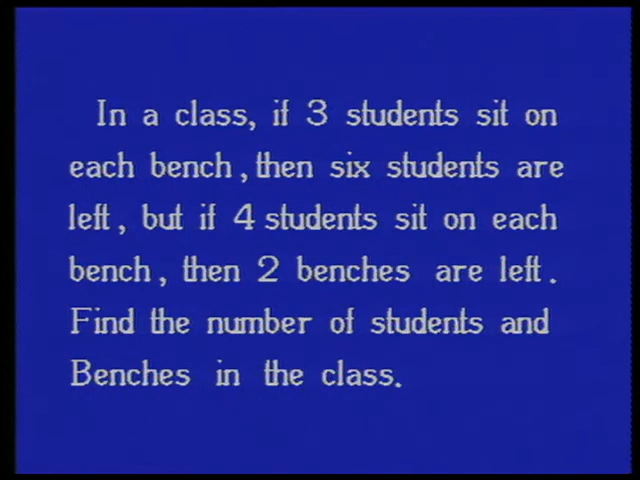 In a class, if 3 students sit on
each bench, then six students are
left, but if 4 students sit on each
bench, then 2 benches are left.
Find the number of students and
Benches in the class.